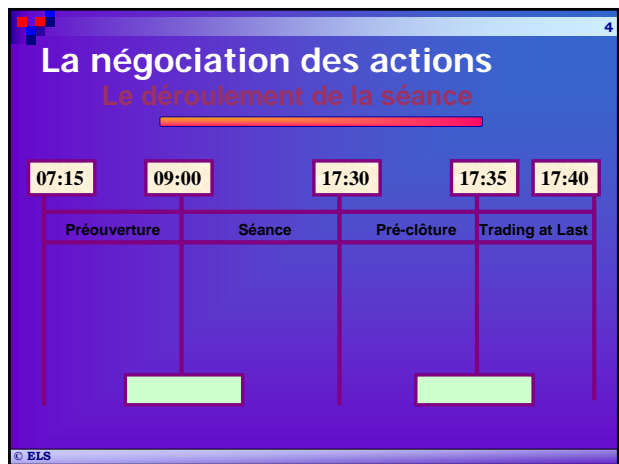 4
La négociation des actions
Le déroulement de la séance
07:15 09:00 17:30 17:35 17:40
Préouverture Séance Pré-clôture Trading at Last
© ELS